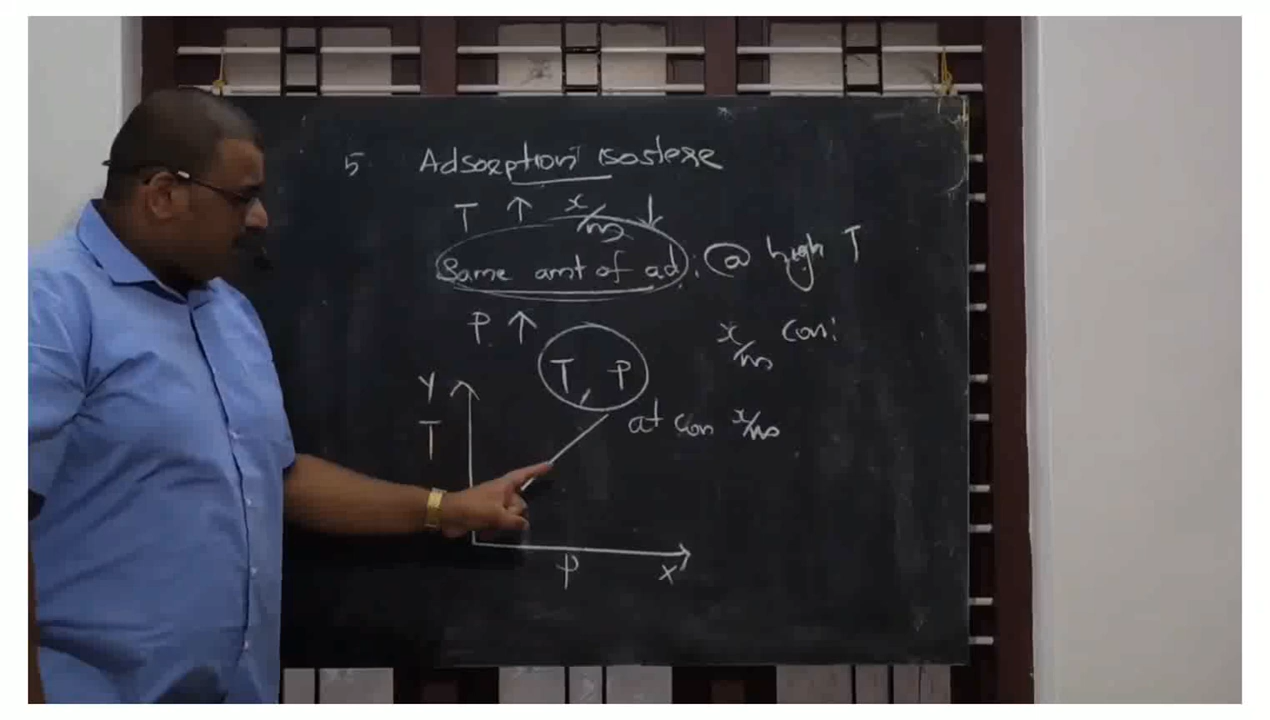 5 Adsorption isostere
T ↑ x/m ↓
Same amt of ad: @ high T
P ↑
x/m con:
T, P
Y
T
at con x/m
P
X